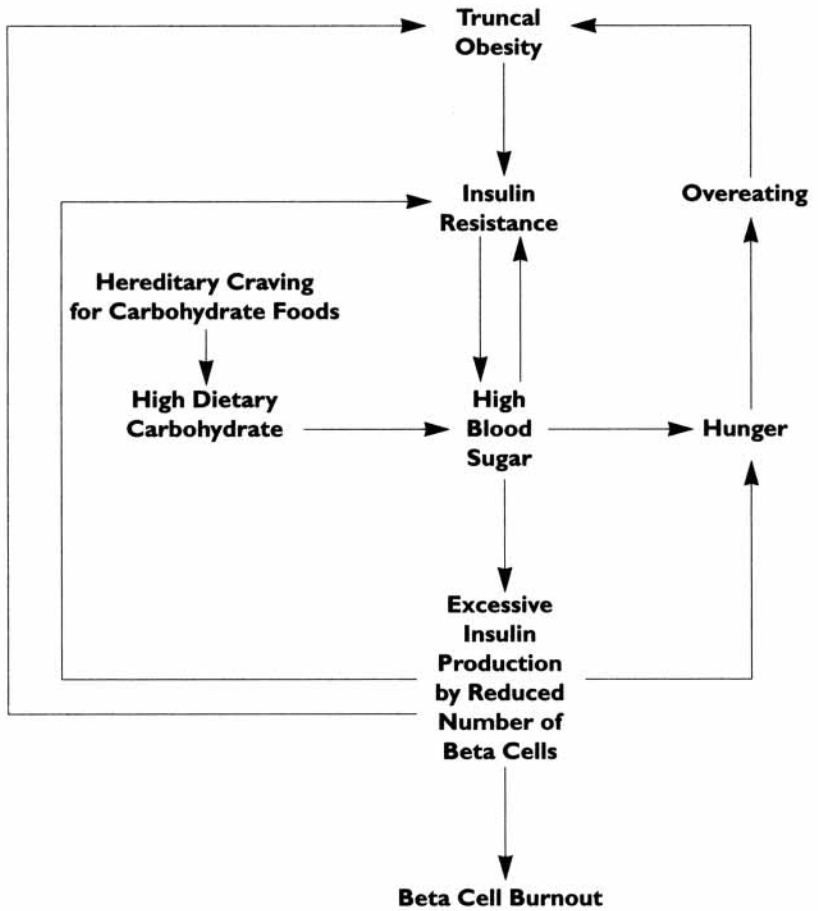 Truncal
Obesity
Insulin
Resistance
Overeating
Hereditary Craving
for Carbohydrate Foods
High Dietary
Carbohydrate
High
Blood
Sugar
Hunger
Excessive
Insulin
Production
by Reduced
Number of
Beta Cells
Beta Cell Burnout